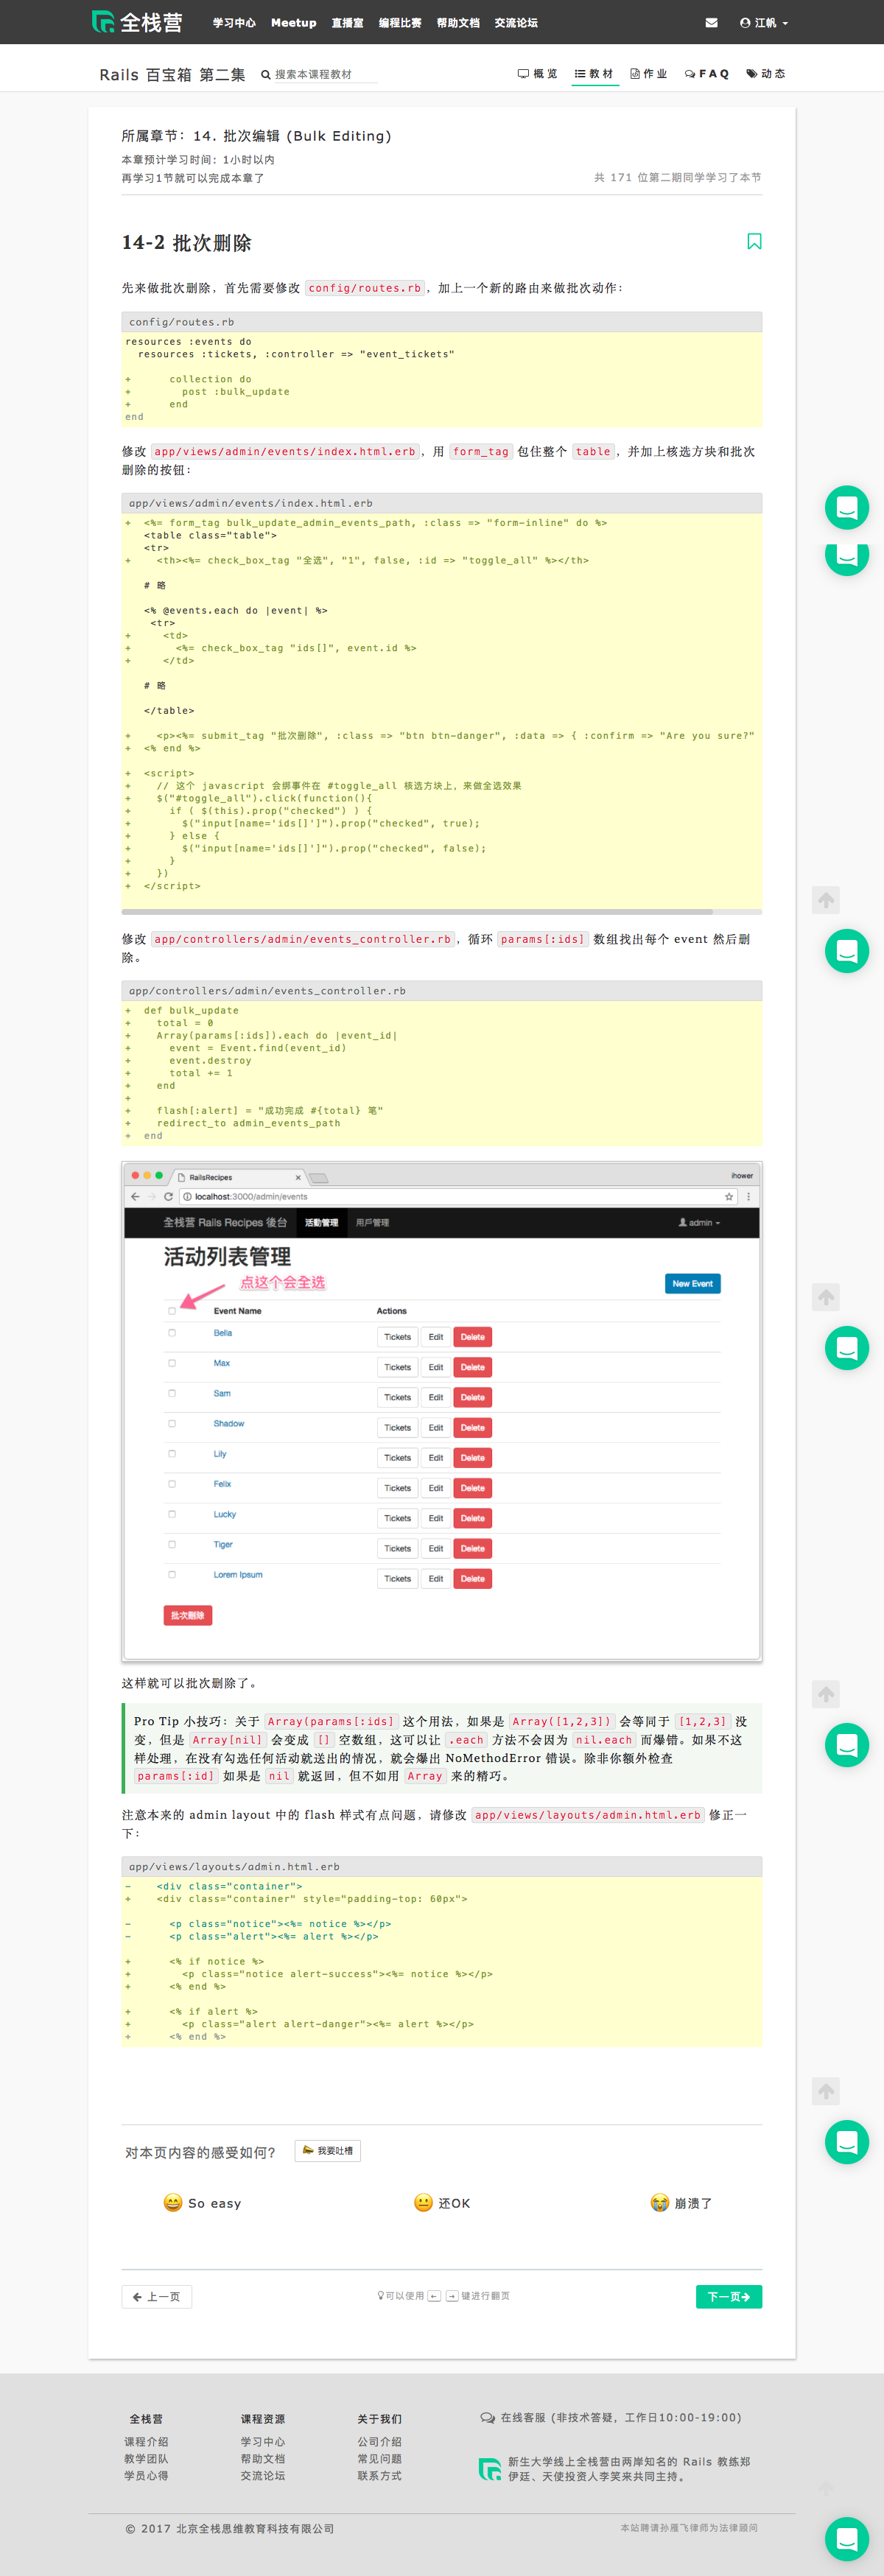 全栈营 学习中心 Meetup 直播室 编程比赛 帮助文档 交流论坛 江帆
Rails 百宝箱 第二集 搜索本课程教材 概览 教材 作业 FAQ 动态
所属章节：14. 批次编辑 (Bulk Editing)
本章预计学习时间：1小时以内
再学习1节就可以完成本章了 共 171 位第二期同学学习了本节
14-2 批次删除
先来做批次删除，首先需要修改 config/routes.rb，加上一个新的路由来做批次动作：
config/routes.rb
resources :events do
  resources :tickets, :controller => "event_tickets"
+      collection do
+        post :bulk_update
+      end
end
修改 app/views/admin/events/index.html.erb，用 form_tag 包住整个 table，并加上核选方块和批次
删除的按钮：
app/views/admin/events/index.html.erb
+  <%= form_tag bulk_update_admin_events_path, :class => "form-inline" do %>
   <table class="table">
   <tr>
+    <th><%= check_box_tag "全选", "1", false, :id => "toggle_all" %></th>
   # 略
   <% @events.each do |event| %>
    <tr>
+     <td>
+       <%= check_box_tag "ids[]", event.id %>
+     </td>
   # 略
   </table>
+    <p><%= submit_tag "批次删除", :class => "btn btn-danger", :data => { :confirm => "Are you sure?"
+  <% end %>
+  <script>
+    // 这个 javascript 会绑事件在 #toggle_all 核选方块上，来做全选效果
+    $("#toggle_all").click(function(){
+      if ( $(this).prop("checked") ) {
+        $("input[name='ids[]']").prop("checked", true);
+      } else {
+        $("input[name='ids[]']").prop("checked", false);
+      }
+    })
+  </script>
修改 app/controllers/admin/events_controller.rb，循环 params[:ids] 数组找出每个 event 然后删
除。
app/controllers/admin/events_controller.rb
+  def bulk_update
+    total = 0
+    Array(params[:ids]).each do |event_id|
+      event = Event.find(event_id)
+      event.destroy
+      total += 1
+    end
+
+    flash[:alert] = "成功完成 #{total} 笔"
+    redirect_to admin_events_path
+  end
RailsRecipes ihower
localhost:3000/admin/events
全栈营 Rails Recipes 後台 活動管理 用戶管理 admin
活动列表管理
点这个会全选
New Event
Event Name Actions
Bella Tickets Edit Delete
Max Tickets Edit Delete
Sam Tickets Edit Delete
Shadow Tickets Edit Delete
Lily Tickets Edit Delete
Felix Tickets Edit Delete
Lucky Tickets Edit Delete
Tiger Tickets Edit Delete
Lorem Ipsum Tickets Edit Delete
批次删除
这样就可以批次删除了。
Pro Tip 小技巧：关于 Array(params[:ids] 这个用法，如果是 Array([1,2,3]) 会等同于 [1,2,3] 没
变，但是 Array[nil] 会变成 [] 空数组，这可以让 .each 方法不会因为 nil.each 而爆错。如果不这
样处理，在没有勾选任何活动就送出的情况，就会爆出 NoMethodError 错误。除非你额外检查
params[:id] 如果是 nil 就返回，但不如用 Array 来的精巧。
注意本来的 admin layout 中的 flash 样式有点问题，请修改 app/views/layouts/admin.html.erb 修正一
下：
app/views/layouts/admin.html.erb
-    <div class="container">
+    <div class="container" style="padding-top: 60px">
-      <p class="notice"><%= notice %></p>
-      <p class="alert"><%= alert %></p>
+      <% if notice %>
+        <p class="notice alert-success"><%= notice %></p>
+      <% end %>
+      <% if alert %>
+        <p class="alert alert-danger"><%= alert %></p>
+      <% end %>
对本页内容的感受如何? 我要吐槽
So easy 还OK 崩溃了
上一页 可以使用 ← → 键进行翻页 下一页
全栈营 课程资源 关于我们 在线客服 (非技术答疑，工作日10:00-19:00)
课程介绍 学习中心 公司介绍
教学团队 帮助文档 常见问题 新生大学线上全栈营由两岸知名的 Rails 教练郑
学员心得 交流论坛 联系方式 伊廷、天使投资人李笑来共同主持。
© 2017 北京全栈思维教育科技有限公司 本站聘请孙雁飞律师为法律顾问